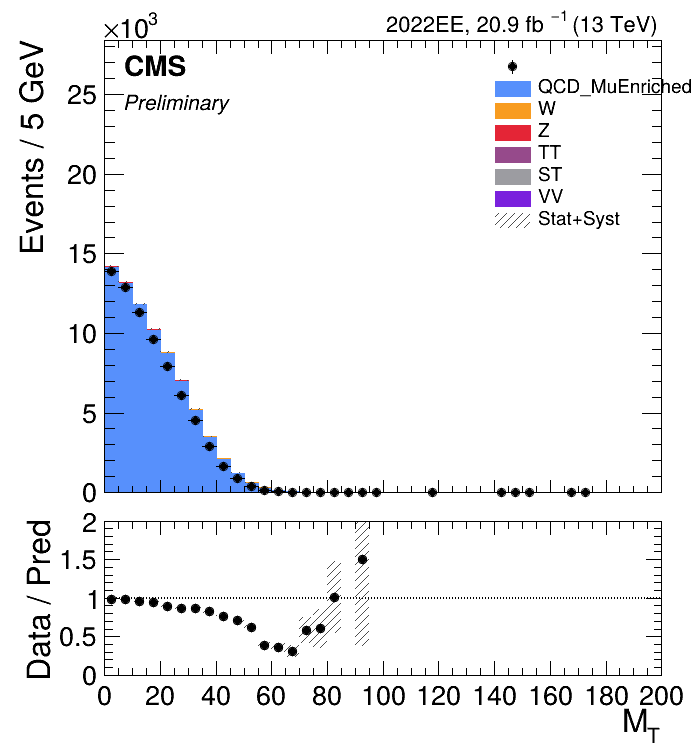 ×10³
2022EE, 20.9 fb ⁻¹ (13 TeV)
CMS
Preliminary
QCD_MuEnriched
W
Z
TT
ST
VV
Stat+Syst
Events / 5 GeV
25
20
15
10
5
0
Data / Pred
2
1.5
1
0.5
0
0 20 40 60 80 100 120 140 160 180 200
M_T